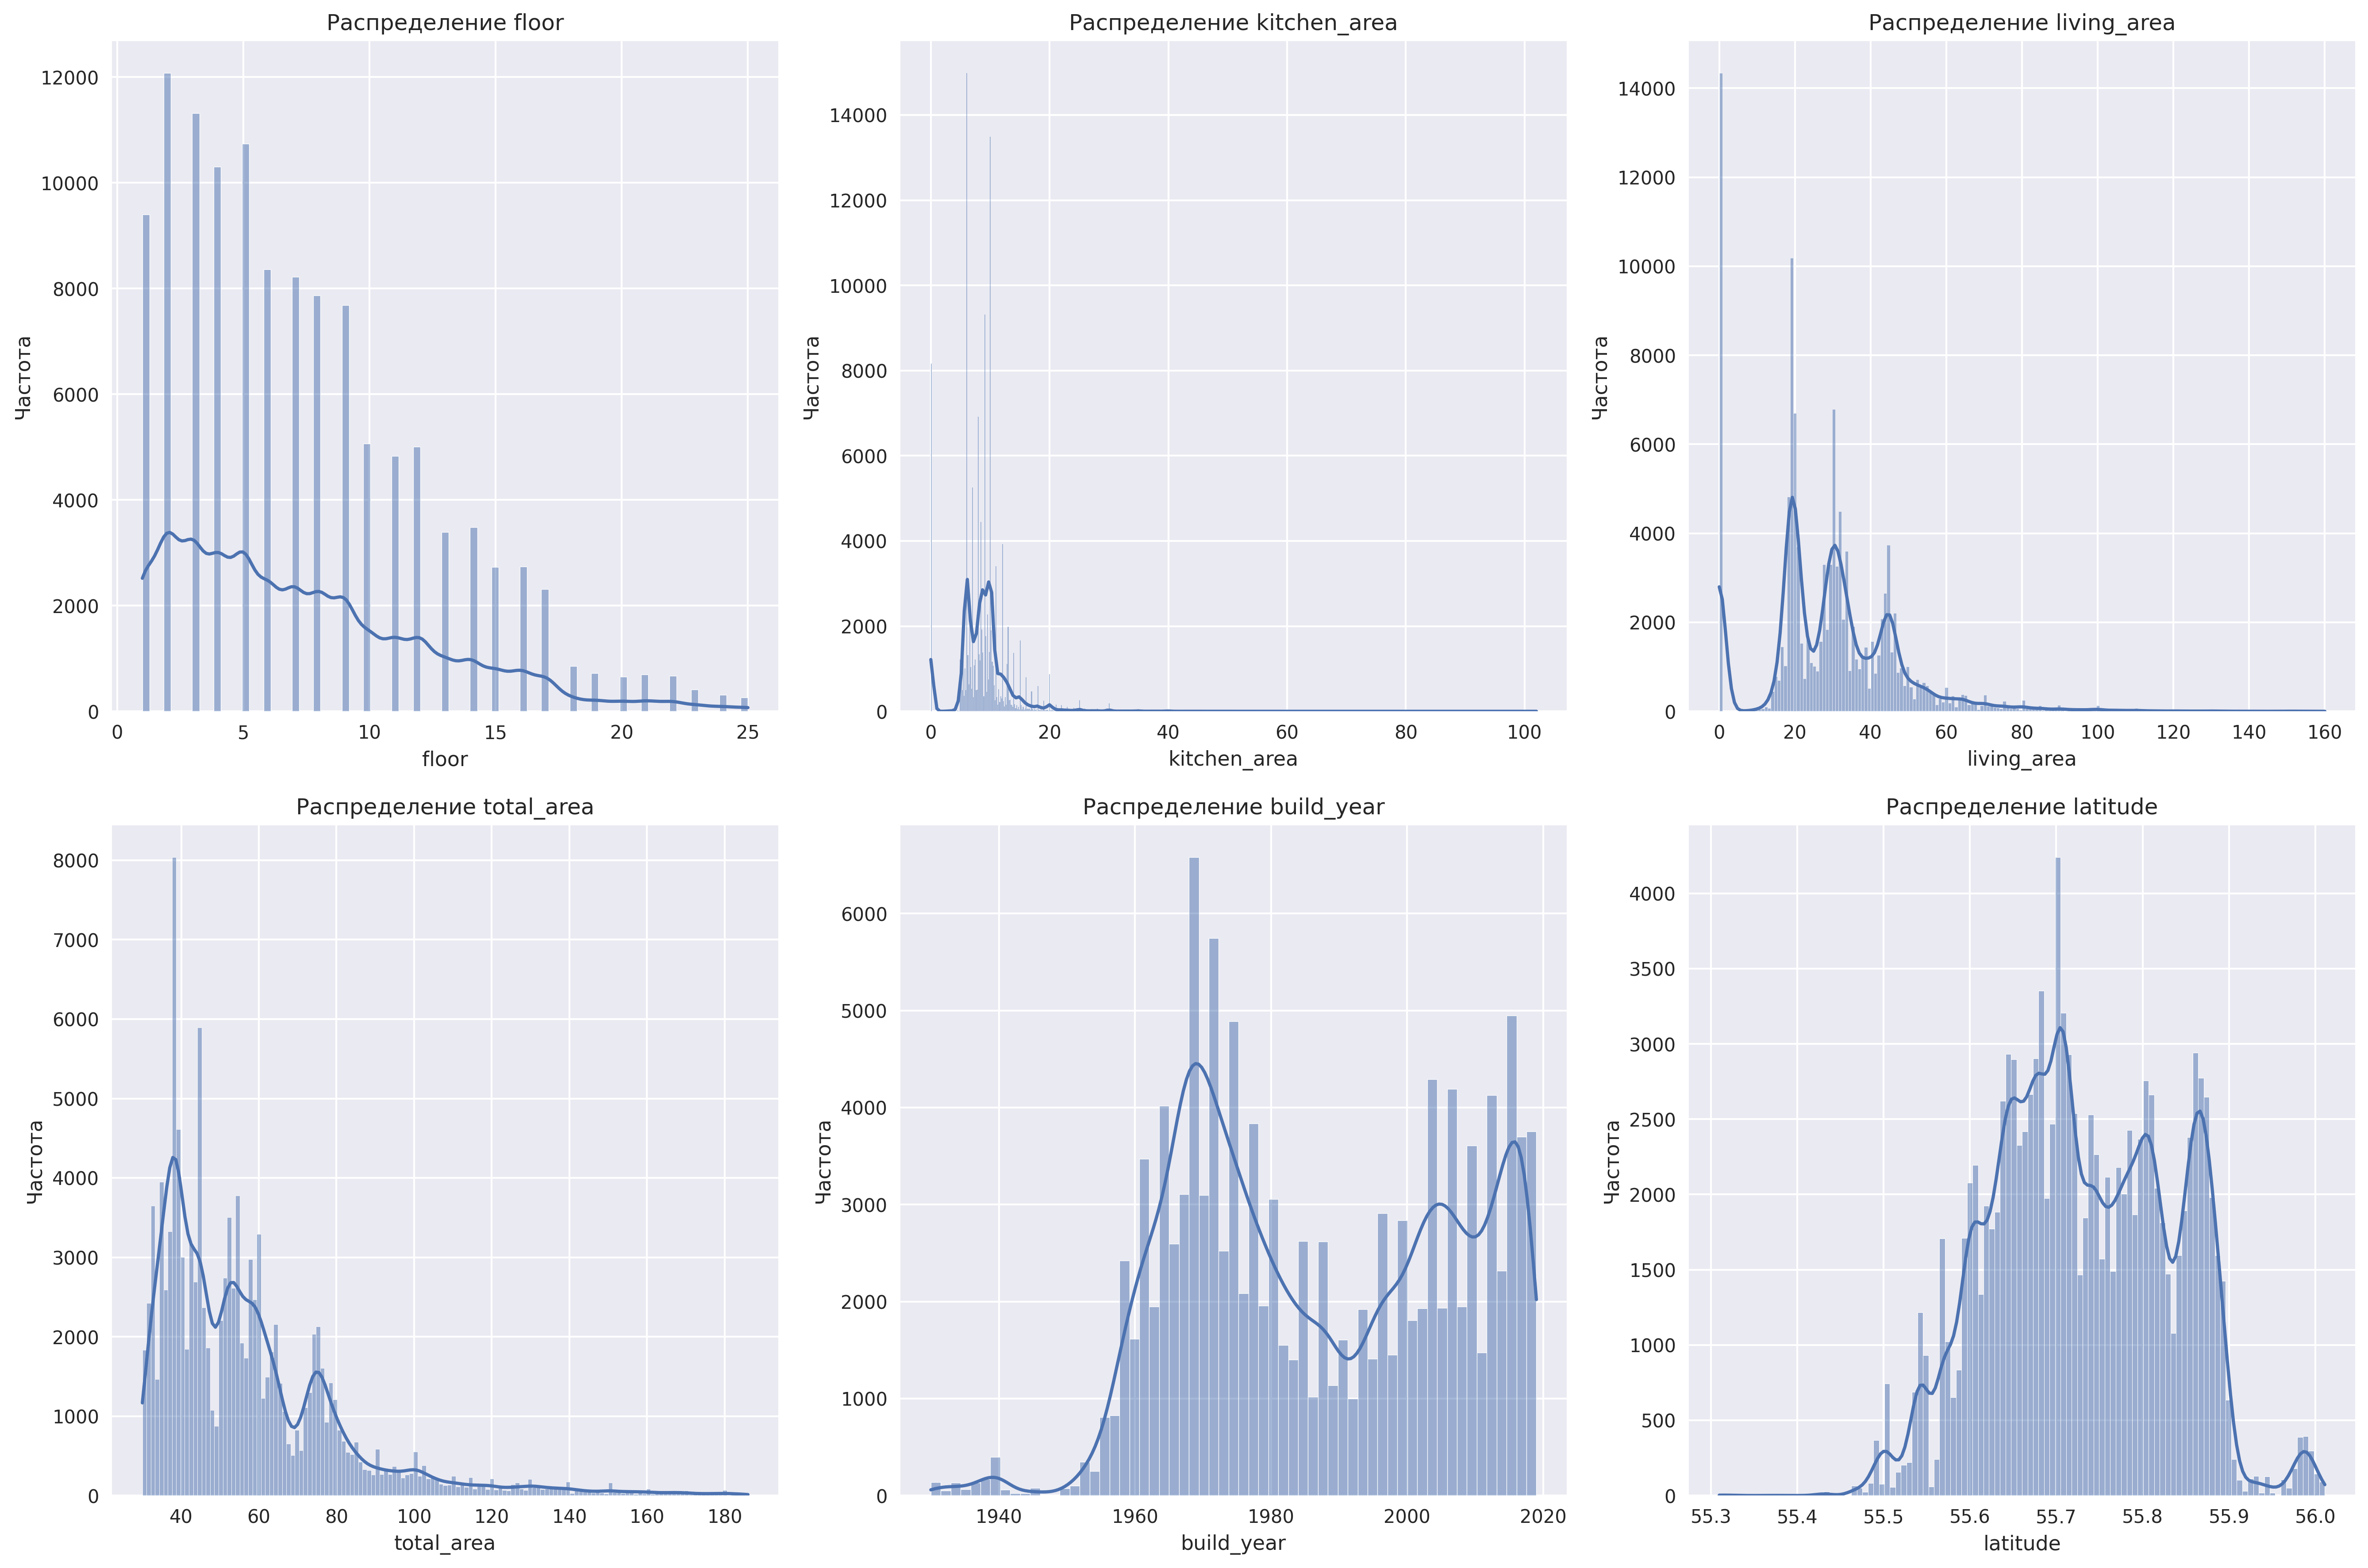 Распределение floor
Частота
12000
10000
8000
6000
4000
2000
0
0 5 10 15 20 25
floor
Распределение kitchen_area
Частота
14000
12000
10000
8000
6000
4000
2000
0
0 20 40 60 80 100
kitchen_area
Распределение living_area
Частота
14000
12000
10000
8000
6000
4000
2000
0
0 20 40 60 80 100 120 140 160
living_area
Распределение total_area
Частота
8000
7000
6000
5000
4000
3000
2000
1000
0
40 60 80 100 120 140 160 180
total_area
Распределение build_year
Частота
6000
5000
4000
3000
2000
1000
0
1940 1960 1980 2000 2020
build_year
Распределение latitude
Частота
4000
3500
3000
2500
2000
1500
1000
500
0
55.3 55.4 55.5 55.6 55.7 55.8 55.9 56.0
latitude